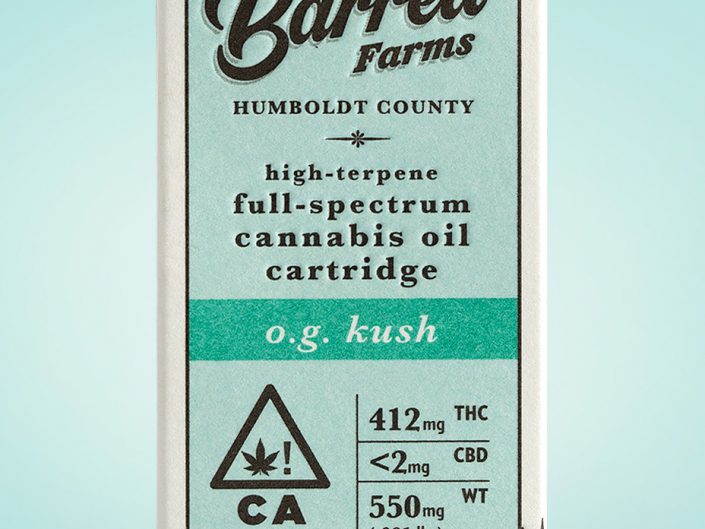 Farms
HUMBOLDT COUNTY
high-terpene
full-spectrum
cannabis oil
cartridge
o.g. kush
!
CA
412mg THC
<2mg CBD
550mg WT